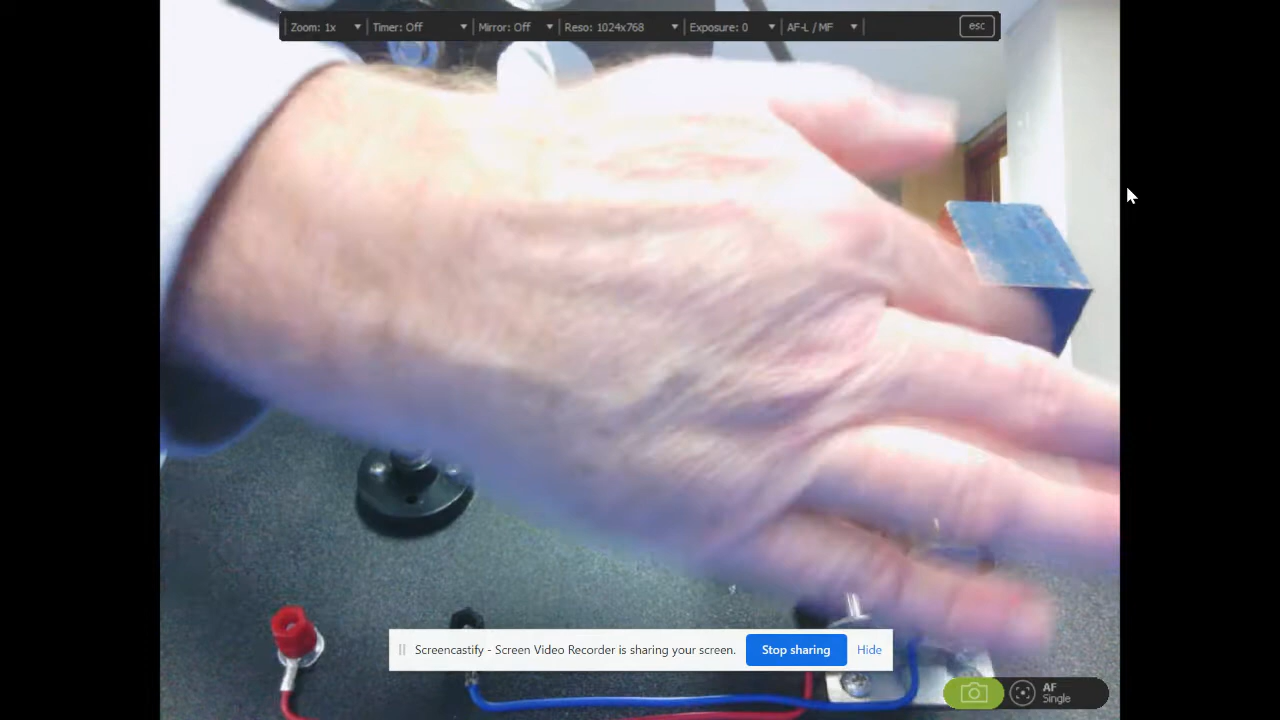 Zoom: 1x Timer: Off Mirror: Off Reso: 1024x768 Exposure: 0 AF-L / MF esc
Screencastify - Screen Video Recorder is sharing your screen. Stop sharing Hide
AF
Single